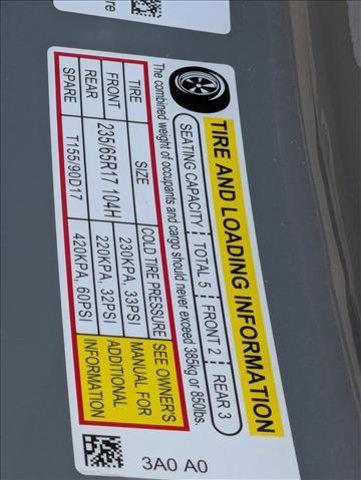 re
TIRE AND LOADING INFORMATION
SEATING CAPACITY TOTAL 5 FRONT 2 REAR 3
The combined weight of occupants and cargo should never exceed 385kg or 850lbs.
TIRE SIZE COLD TIRE PRESSURE SEE OWNER'S MANUAL FOR ADDITIONAL INFORMATION
FRONT 235/65R17 104H 230KPA, 33PSI
REAR 220KPA, 32PSI
SPARE T155/90D17 420KPA, 60PSI
3A0 A0